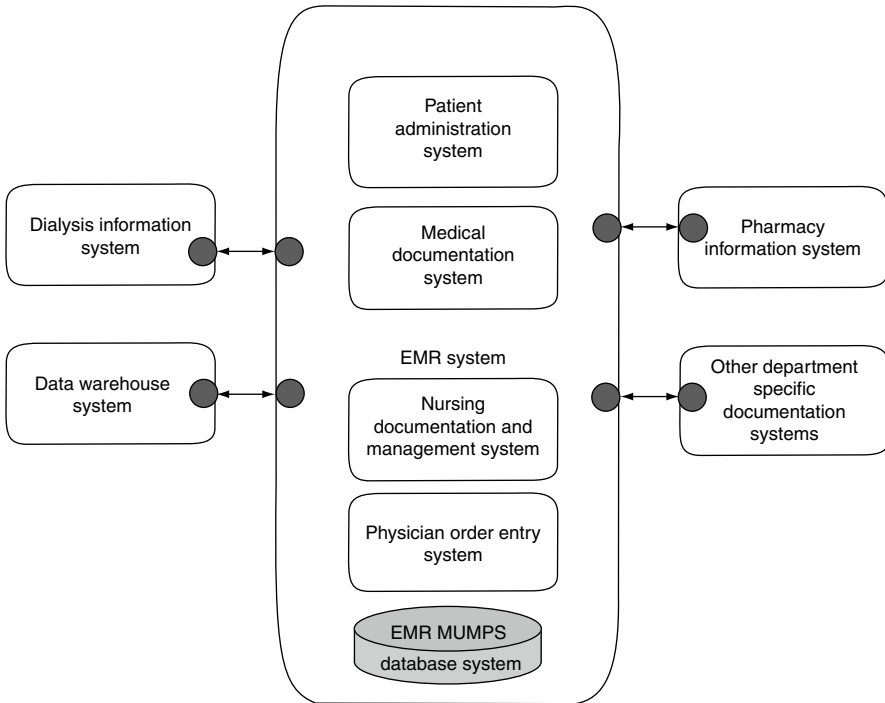 Patient
administration
system
Dialysis information
system
Medical
documentation
system
Pharmacy
information system
EMR system
Data warehouse
system
Nursing
documentation and
management system
Other department
specific
documentation
systems
Physician order entry
system
EMR MUMPS
database system